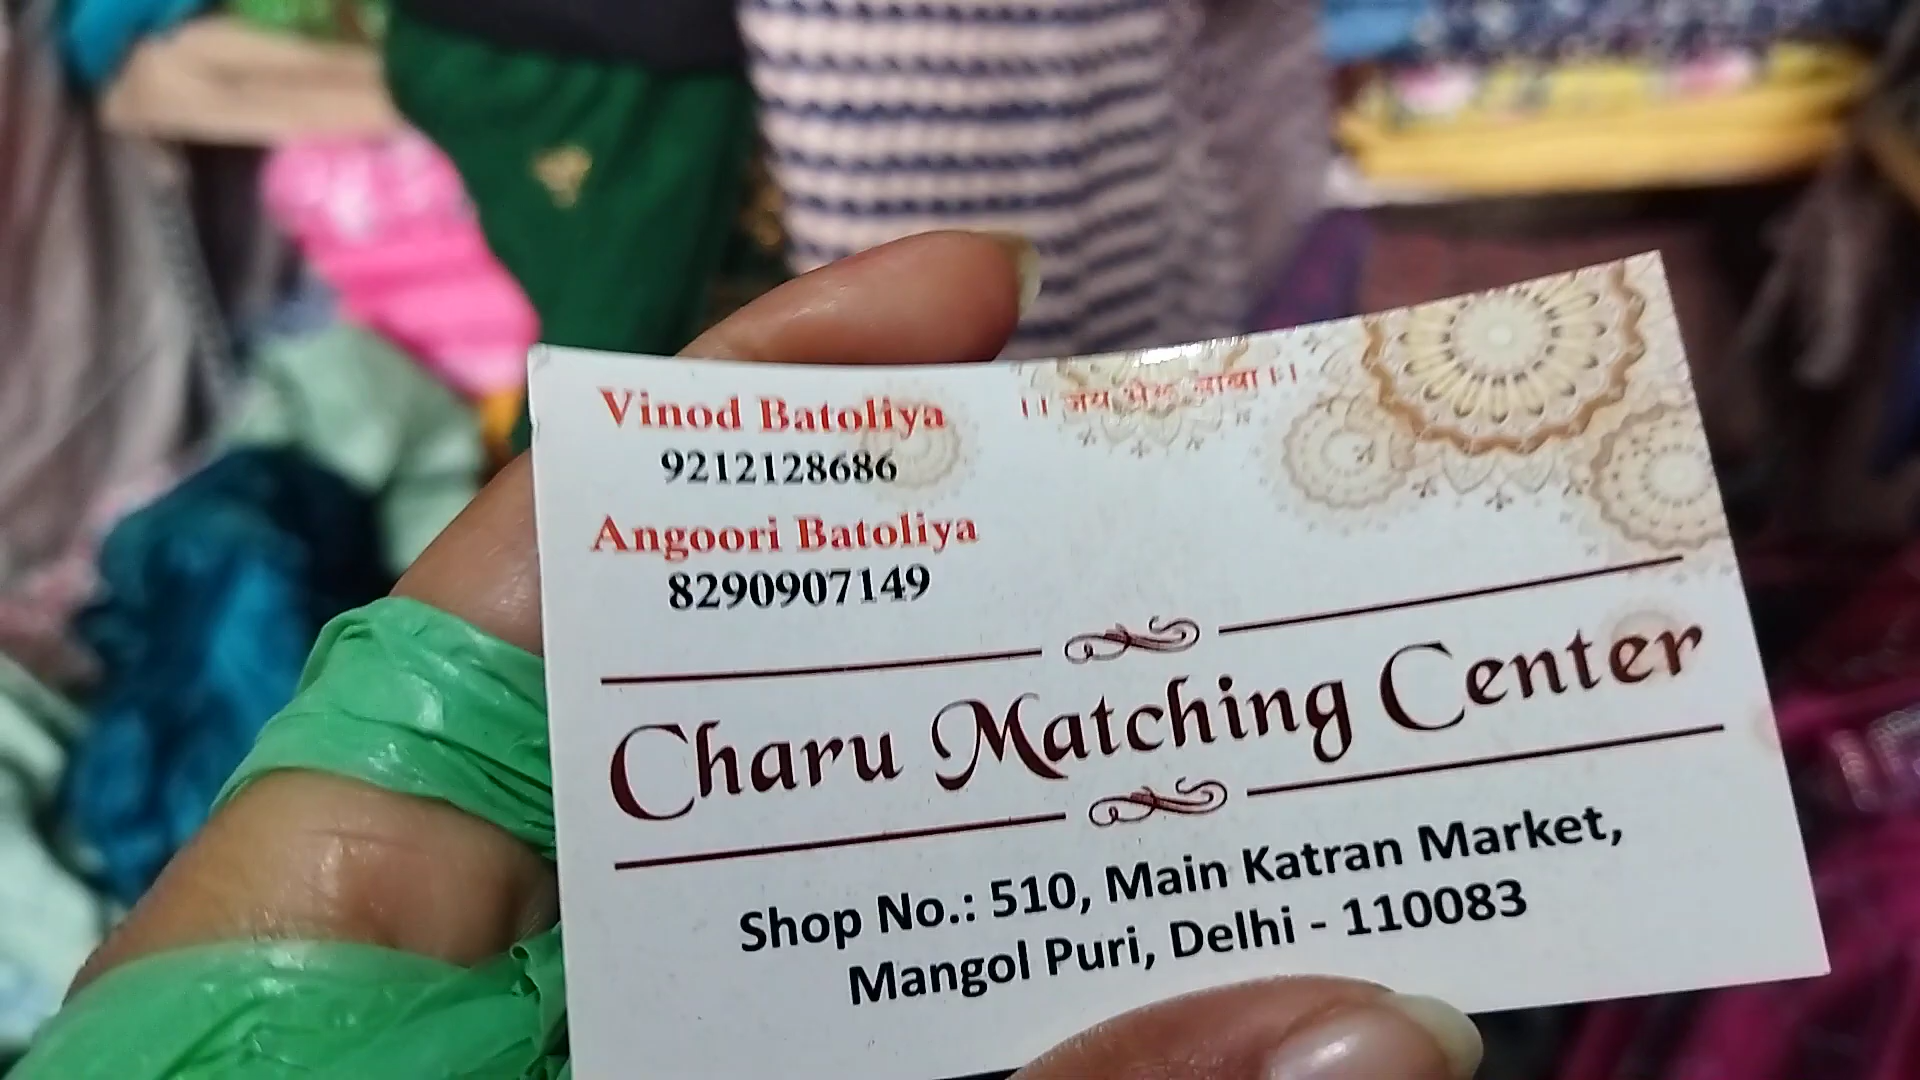 Vinod Batoliya
9212128686
।। जय भैरू बाबा ।।
Angoori Batoliya
8290907149
Charu Matching Center
Shop No.: 510, Main Katran Market,
Mangol Puri, Delhi - 110083